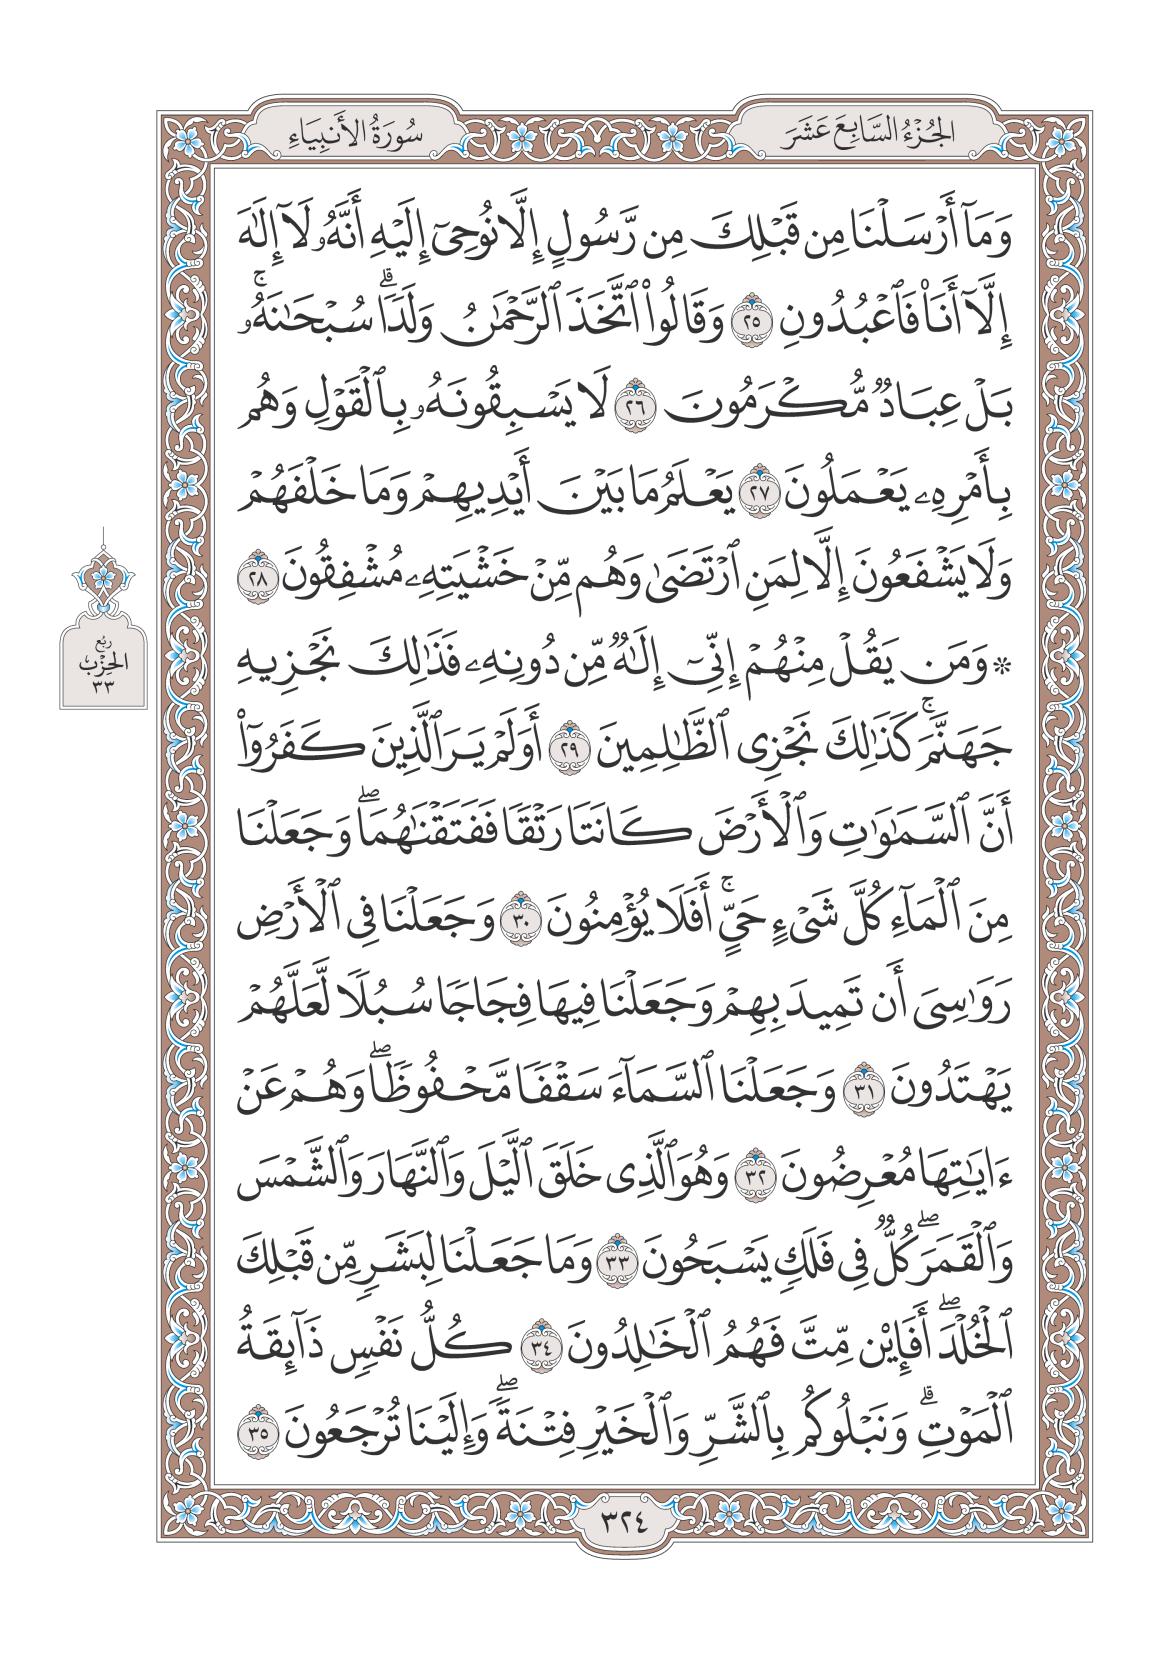 الجُزْءُ السَّابِعَ عَشَرَ
سُورَةُ الأَنبِيَاءِ
وَمَآ أَرْسَلْنَا مِن قَبْلِكَ مِن رَّسُولٍ إِلَّا نُوحِىٓ إِلَيْهِ أَنَّهُۥ لَآ إِلَٰهَ
إِلَّآ أَنَا۠ فَٱعْبُدُونِ ٢٥ وَقَالُوا۟ ٱتَّخَذَ ٱلرَّحْمَٰنُ وَلَدًا ۗ سُبْحَٰنَهُۥ ۚ
بَلْ عِبَادٌ مُّكْرَمُونَ ٢٦ لَا يَسْبِقُونَهُۥ بِٱلْقَوْلِ وَهُم
بِأَمْرِهِۦ يَعْمَلُونَ ٢٧ يَعْلَمُ مَا بَيْنَ أَيْدِيهِمْ وَمَا خَلْفَهُمْ
وَلَا يَشْفَعُونَ إِلَّا لِمَنِ ٱرْتَضَىٰ وَهُم مِّنْ خَشْيَتِهِۦ مُشْفِقُونَ ٢٨
۞ وَمَن يَقُلْ مِنْهُمْ إِنِّىٓ إِلَٰهٌ مِّن دُونِهِۦ فَذَٰلِكَ نَجْزِيهِ
جَهَنَّمَ ۚ كَذَٰلِكَ نَجْزِى ٱلظَّٰلِمِينَ ٢٩ أَوَلَمْ يَرَ ٱلَّذِينَ كَفَرُوٓا۟
أَنَّ ٱلسَّمَٰوَٰتِ وَٱلْأَرْضَ كَانَتَا رَتْقًا فَفَتَقْنَٰهُمَا ۖ وَجَعَلْنَا
مِنَ ٱلْمَآءِ كُلَّ شَىْءٍ حَىٍّ ۚ أَفَلَا يُؤْمِنُونَ ٣٠ وَجَعَلْنَا فِى ٱلْأَرْضِ
رَوَٰسِىَ أَن تَمِيدَ بِهِمْ وَجَعَلْنَا فِيهَا فِجَاجًا سُبُلًا لَّعَلَّهُمْ
يَهْتَدُونَ ٣١ وَجَعَلْنَا ٱلسَّمَآءَ سَقْفًا مَّحْفُوظًا ۖ وَهُمْ عَنْ
ءَايَٰتِهَا مُعْرِضُونَ ٣٢ وَهُوَ ٱلَّذِى خَلَقَ ٱلَّيْلَ وَٱلنَّهَارَ وَٱلشَّمْسَ
وَٱلْقَمَرَ ۖ كُلٌّ فِى فَلَكٍ يَسْبَحُونَ ٣٣ وَمَا جَعَلْنَا لِبَشَرٍ مِّن قَبْلِكَ
ٱلْخُلْدَ ۖ أَفَإِي۟ن مِّتَّ فَهُمُ ٱلْخَٰلِدُونَ ٣٤ كُلُّ نَفْسٍ ذَآئِقَةُ
ٱلْمَوْتِ ۗ وَنَبْلُوكُم بِٱلشَّرِّ وَٱلْخَيْرِ فِتْنَةً ۖ وَإِلَيْنَا تُرْجَعُونَ ٣٥
ربع
الحِزْب
٣٣
٣٢٤